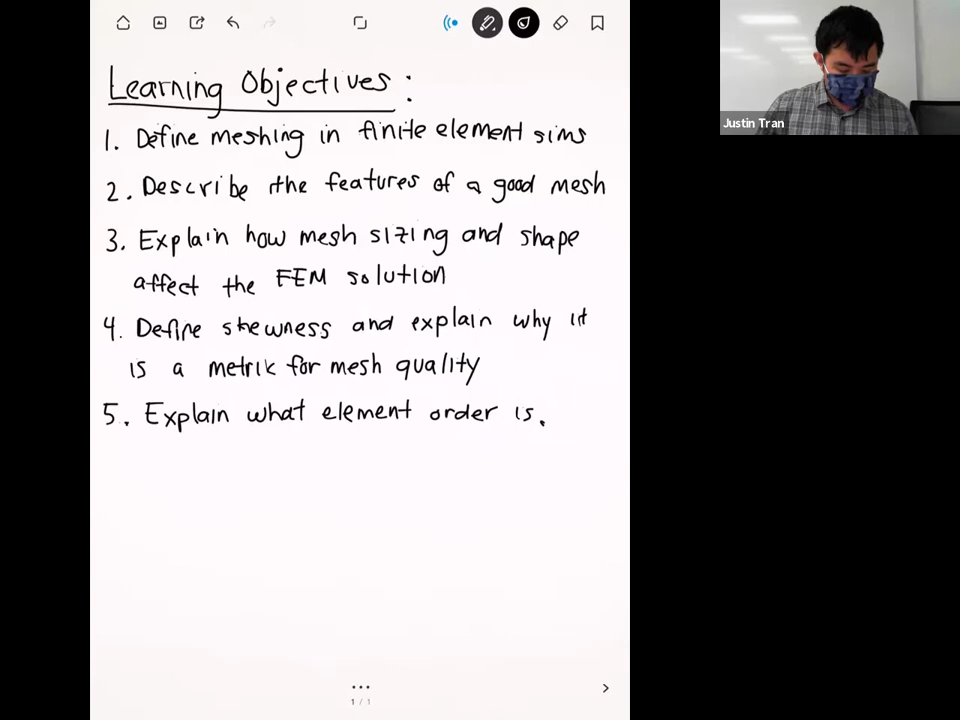 Learning Objectives:
1. Define meshing in finite element sims
2. Describe the features of a good mesh
3. Explain how mesh sizing and shape
affect the FEM solution
4. Define skewness and explain why it
is a metrik for mesh quality
5. Explain what element order is.
Justin Tran
1 / 1